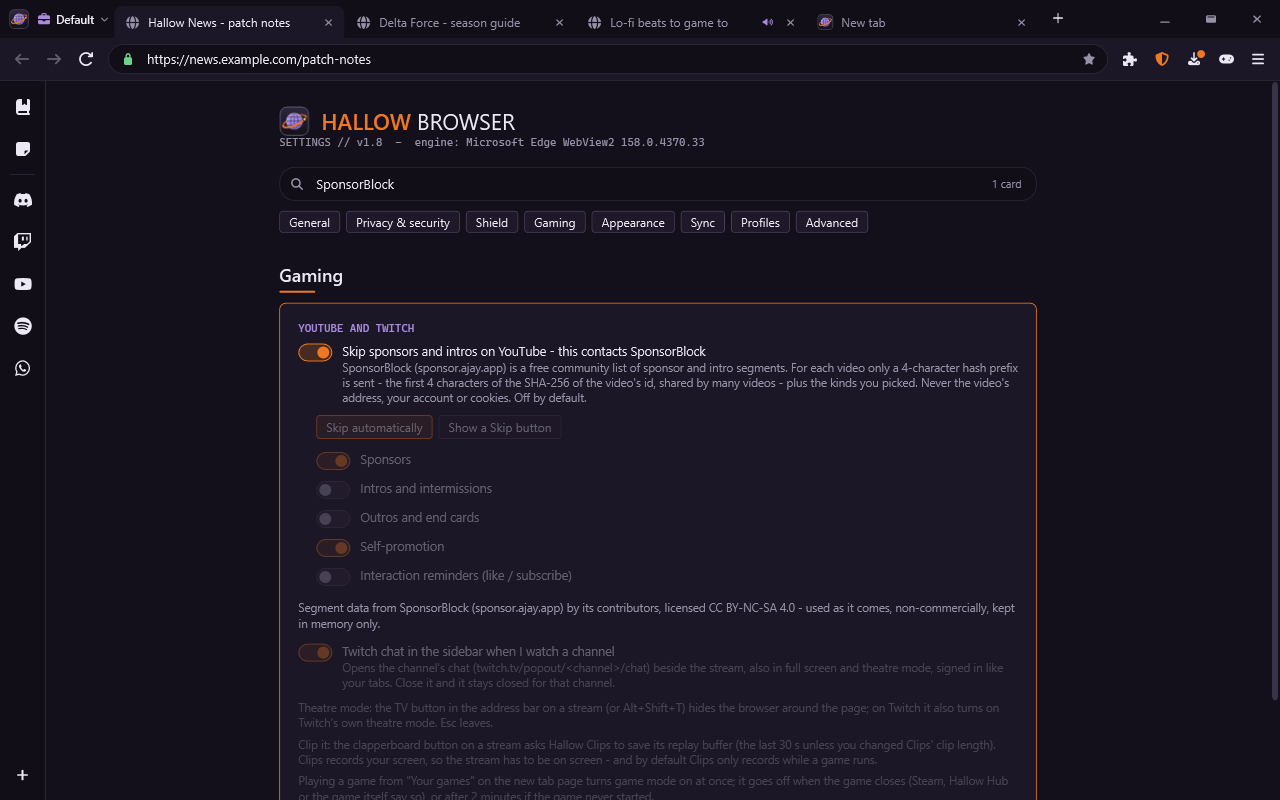 Default
Hallow News - patch notes
Delta Force - season guide
Lo-fi beats to game to
New tab
https://news.example.com/patch-notes
HALLOW BROWSER
SETTINGS // v1.8 – engine: Microsoft Edge WebView2 158.0.4370.33
SponsorBlock
1 card
General
Privacy & security
Shield
Gaming
Appearance
Sync
Profiles
Advanced
Gaming
YOUTUBE AND TWITCH
Skip sponsors and intros on YouTube - this contacts SponsorBlock
SponsorBlock (sponsor.ajay.app) is a free community list of sponsor and intro segments. For each video only a 4-character hash prefix
is sent - the first 4 characters of the SHA-256 of the video's id, shared by many videos - plus the kinds you picked. Never the video's
address, your account or cookies. Off by default.
Skip automatically
Show a Skip button
Sponsors
Intros and intermissions
Outros and end cards
Self-promotion
Interaction reminders (like / subscribe)
Segment data from SponsorBlock (sponsor.ajay.app) by its contributors, licensed CC BY-NC-SA 4.0 - used as it comes, non-commercially, kept
in memory only.
Twitch chat in the sidebar when I watch a channel
Opens the channel's chat (twitch.tv/popout/<channel>/chat) beside the stream, also in full screen and theatre mode, signed in like
your tabs. Close it and it stays closed for that channel.
Theatre mode: the TV button in the address bar on a stream (or Alt+Shift+T) hides the browser around the page; on Twitch it also turns on
Twitch's own theatre mode. Esc leaves.
Clip it: the clapperboard button on a stream asks Hallow Clips to save its replay buffer (the last 30 s unless you changed Clips' clip length).
Clips records your screen, so the stream has to be on screen - and by default Clips only records while a game runs.
Playing a game from "Your games" on the new tab page turns game mode on at once; it goes off when the game closes (Steam, Hallow Hub
or the game itself say so), or after 2 minutes if the game never started.